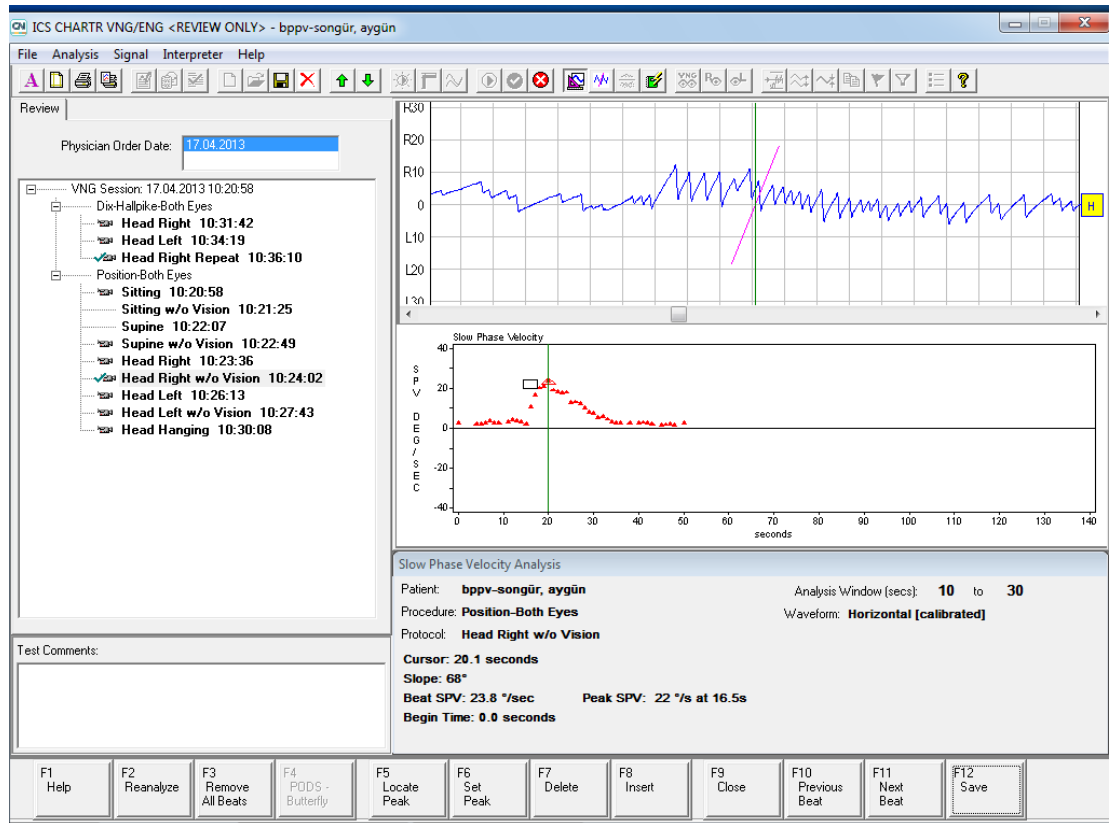 ICS CHARTR VNG/ENG <REVIEW ONLY> - bppv-songür, aygün
File Analysis Signal Interpreter Help
Review
Physician Order Date: 17.04.2013
VNG Session: 17.04.2013 10:20:58
Dix-Hallpike-Both Eyes
Head Right 10:31:42
Head Left 10:34:19
Head Right Repeat 10:36:10
Position-Both Eyes
Sitting 10:20:58
Sitting w/o Vision 10:21:25
Supine 10:22:07
Supine w/o Vision 10:22:49
Head Right 10:23:36
Head Right w/o Vision 10:24:02
Head Left 10:26:13
Head Left w/o Vision 10:27:43
Head Hanging 10:30:08
Test Comments:
R30
R20
R10
0
L10
L20
L30
H
Slow Phase Velocity
SPV DEG/SEC
40
20
0
-20
-40
0 10 20 30 40 50 60 70 80 90 100 110 120 130 140
seconds
Slow Phase Velocity Analysis
Patient: bppv-songür, aygün
Analysis Window (secs): 10 to 30
Procedure: Position-Both Eyes
Waveform: Horizontal [calibrated]
Protocol: Head Right w/o Vision
Cursor: 20.1 seconds
Slope: 68°
Beat SPV: 23.8 °/sec Peak SPV: 22 °/s at 16.5s
Begin Time: 0.0 seconds
F1 Help
F2 Reanalyze
F3 Remove All Beats
F4 PODS - Butterfly
F5 Locate Peak
F6 Set Peak
F7 Delete
F8 Insert
F9 Close
F10 Previous Beat
F11 Next Beat
F12 Save